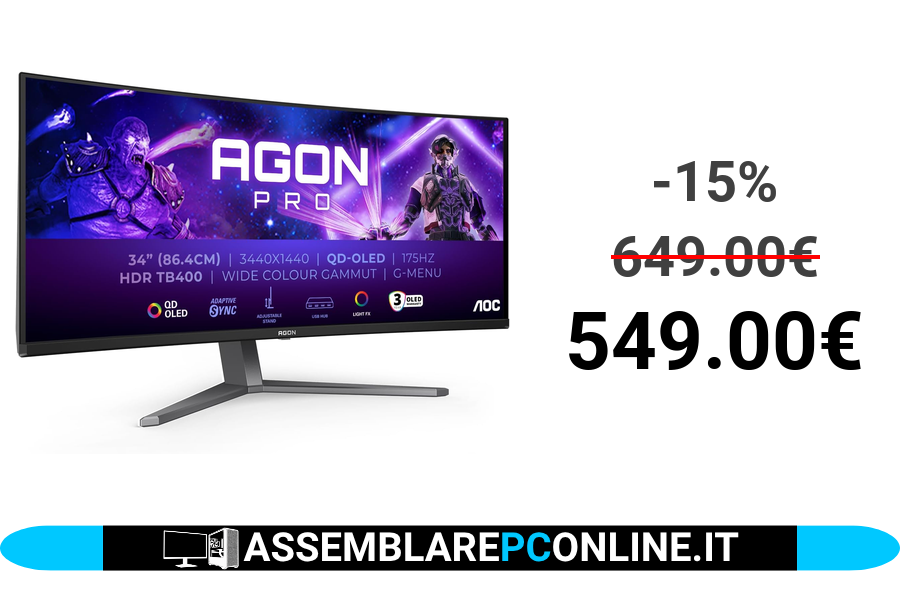 AGON
PRO
34” (86.4CM) | 3440X1440 | QD-OLED | 175HZ
HDR TB400 | WIDE COLOUR GAMMUT | G-MENU
QD
OLED
ADAPTIVE
SYNC
ADJUSTABLE
STAND
USB HUB
LIGHT FX
3 OLED
AOC
AGON
-15%
649.00€
549.00€
ASSEMBLAREPCONLINE.IT